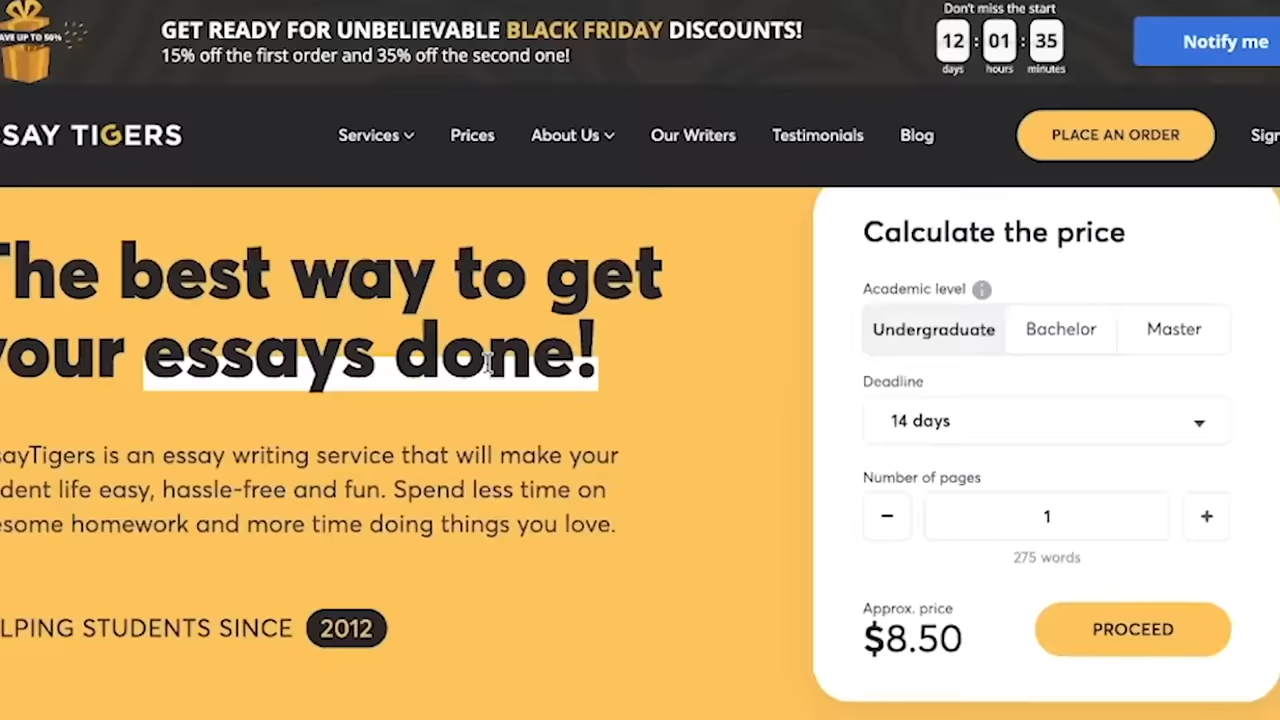 AVE UP TO 50%
GET READY FOR UNBELIEVABLE BLACK FRIDAY DISCOUNTS!
15% off the first order and 35% off the second one!
Don't miss the start
12 : 01 : 35
days hours minutes
Notify me
SAY TIGERS
Services
Prices
About Us
Our Writers
Testimonials
Blog
PLACE AN ORDER
Sign
The best way to get
your essays done!
sayTigers is an essay writing service that will make your
dent life easy, hassle-free and fun. Spend less time on
esome homework and more time doing things you love.
LPING STUDENTS SINCE 2012
Calculate the price
Academic level i
Undergraduate Bachelor Master
Deadline
14 days
Number of pages
− 1 +
275 words
Approx. price
$8.50
PROCEED